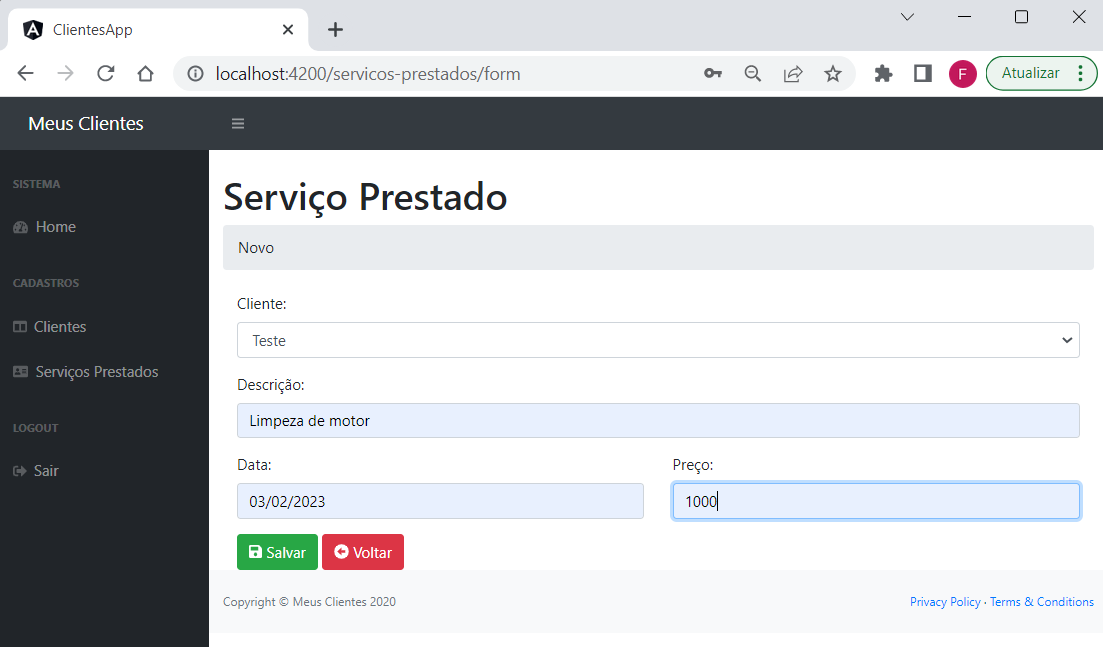 ClientesApp
localhost:4200/servicos-prestados/form
F
Atualizar
Meus Clientes
SISTEMA
Home
CADASTROS
Clientes
Serviços Prestados
LOGOUT
Sair
Serviço Prestado
Novo
Cliente:
Teste
Descrição:
Limpeza de motor
Data:
Preço:
03/02/2023
1000
Salvar
Voltar
Copyright © Meus Clientes 2020
Privacy Policy · Terms & Conditions